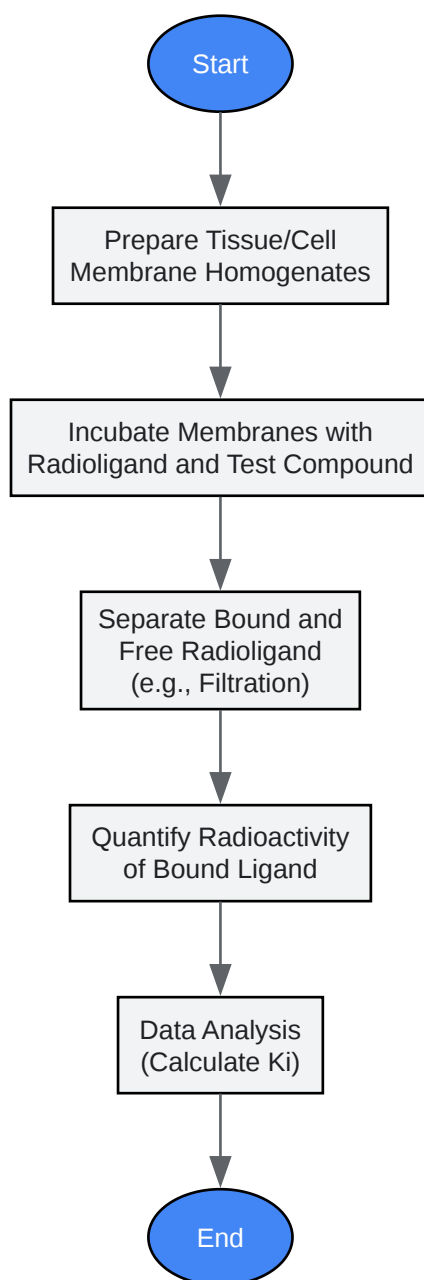 Start
Prepare Tissue/Cell
Membrane Homogenates
Incubate Membranes with
Radioligand and Test Compound
Separate Bound and
Free Radioligand
(e.g., Filtration)
Quantify Radioactivity
of Bound Ligand
Data Analysis
(Calculate Ki)
End